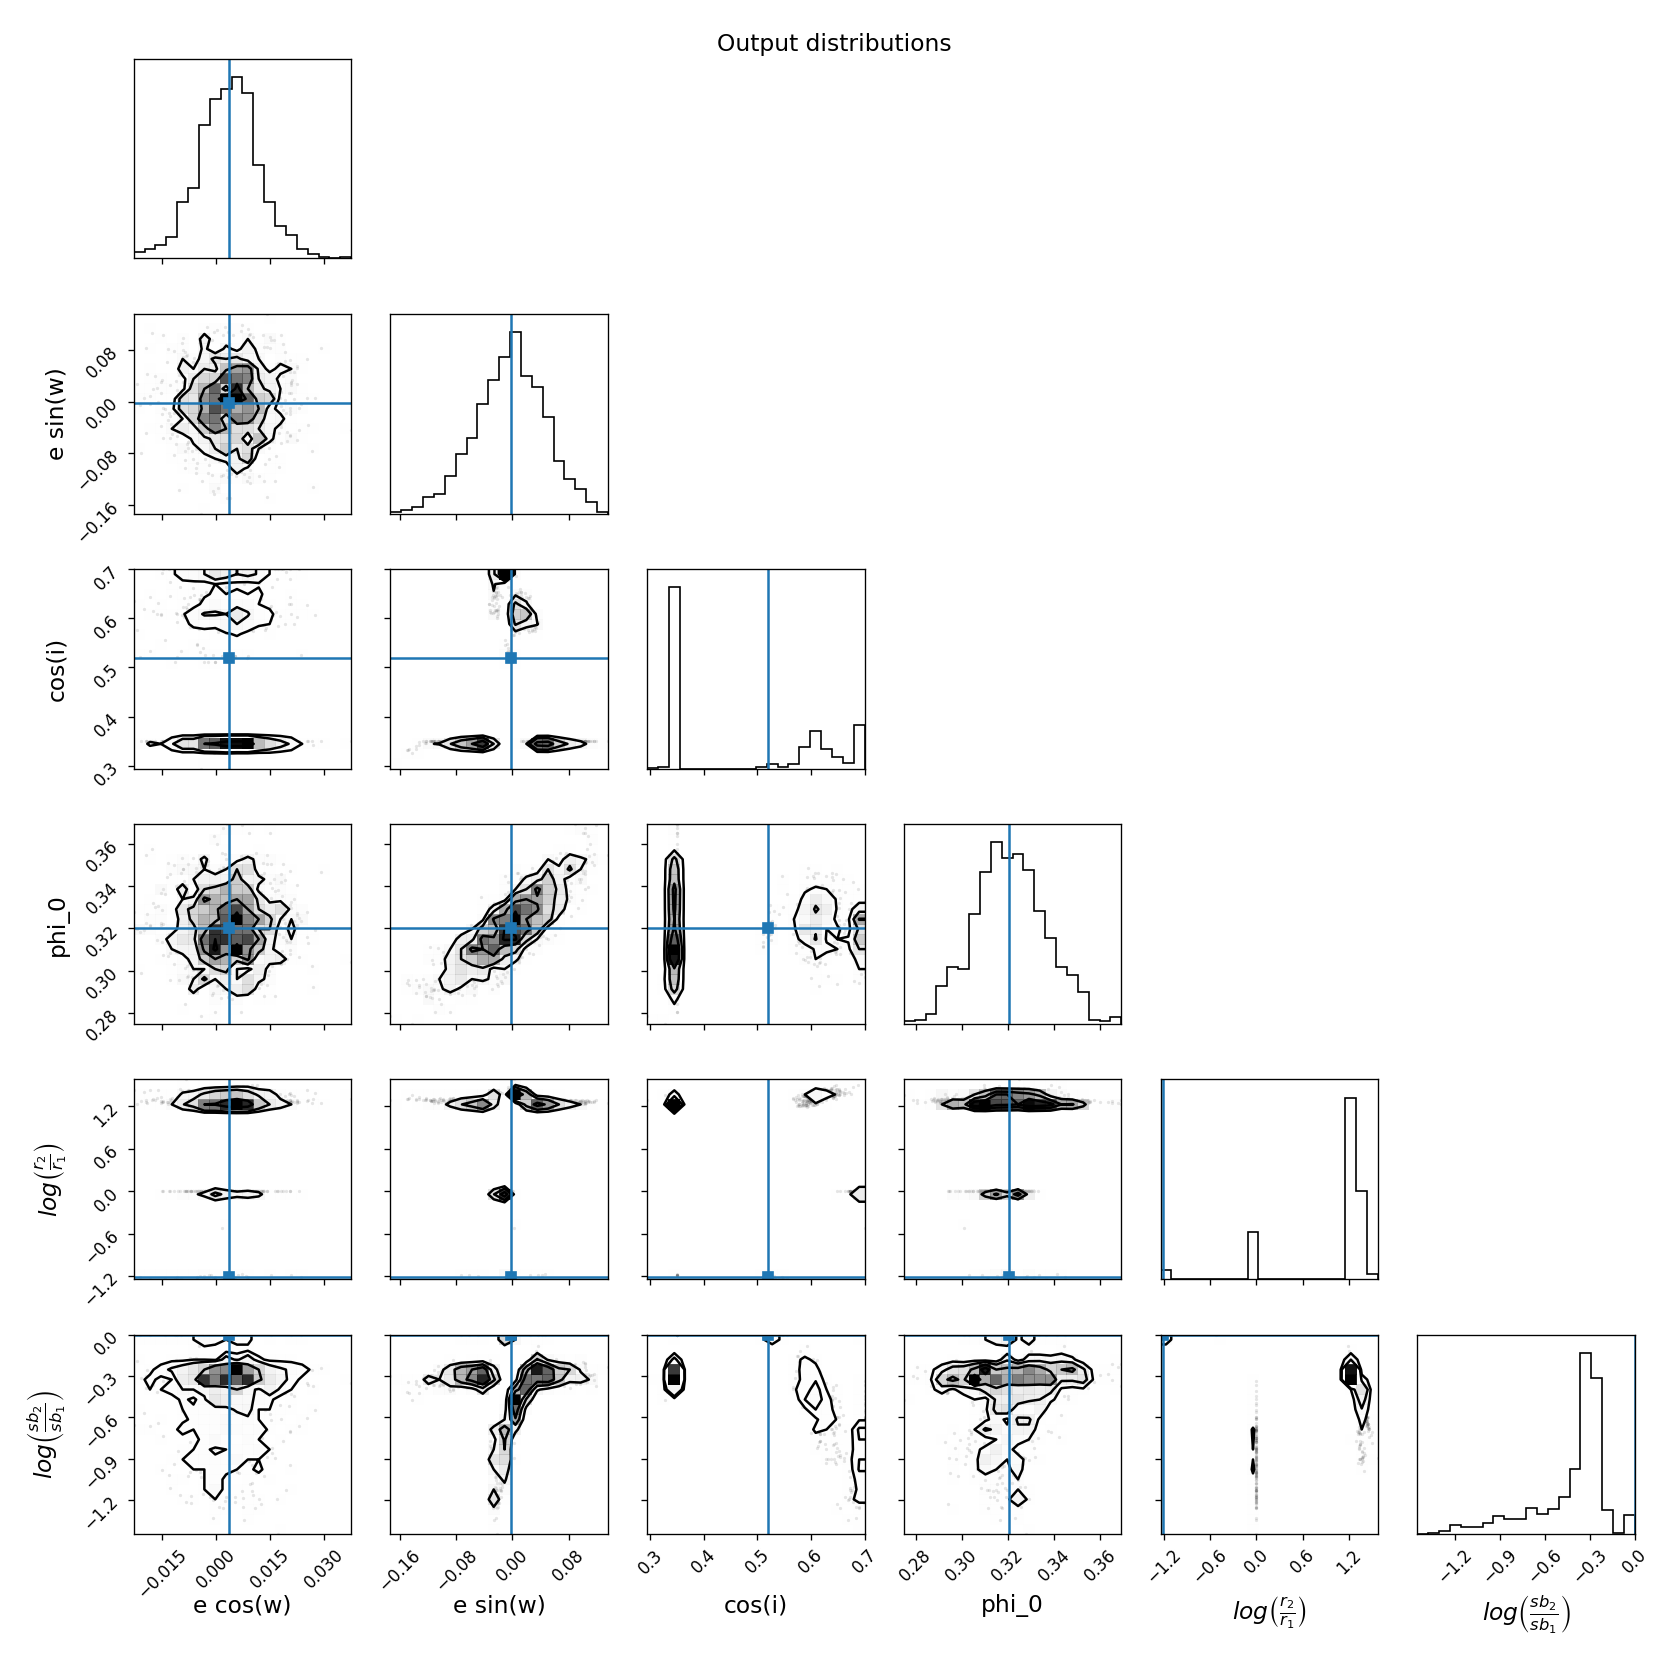 Output distributions
e sin(w)
0.08
0.00
−0.08
−0.16
cos(i)
0.7
0.6
0.5
0.4
0.3
phi_0
0.36
0.34
0.32
0.30
0.28
log(r₂/r₁)
1.2
0.6
0.0
−0.6
−1.2
log(sb₂/sb₁)
0.0
−0.3
−0.6
−0.9
−1.2
−0.015 0.000 0.015 0.030
−0.16 −0.08 0.00 0.08
0.3 0.4 0.5 0.6 0.7
0.28 0.30 0.32 0.34 0.36
−1.2 −0.6 0.0 0.6 1.2
−1.2 −0.9 −0.6 −0.3 0.0
e cos(w) e sin(w) cos(i) phi_0 log(r₂/r₁) log(sb₂/sb₁)